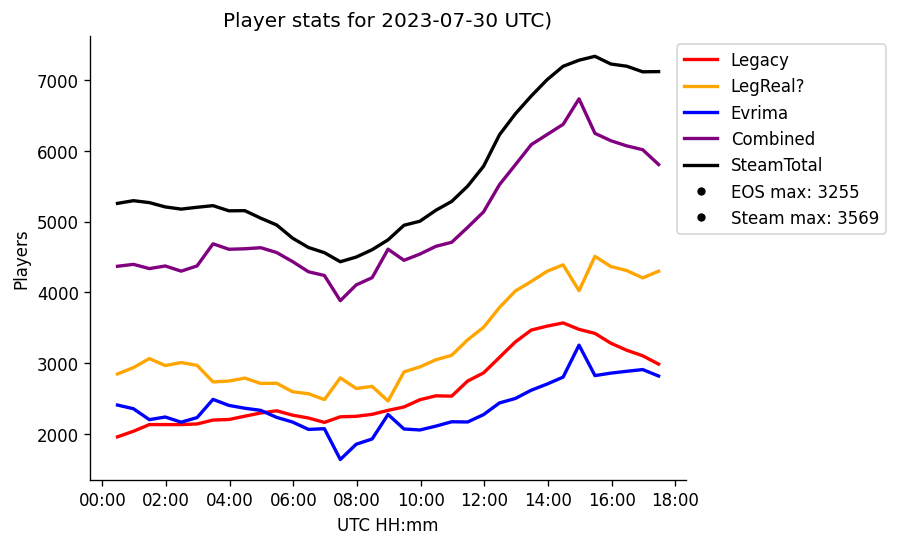 Player stats for 2023-07-30 UTC)
Players
7000
6000
5000
4000
3000
2000
00:00 02:00 04:00 06:00 08:00 10:00 12:00 14:00 16:00 18:00
UTC HH:mm
Legacy
LegReal?
Evrima
Combined
SteamTotal
EOS max: 3255
Steam max: 3569